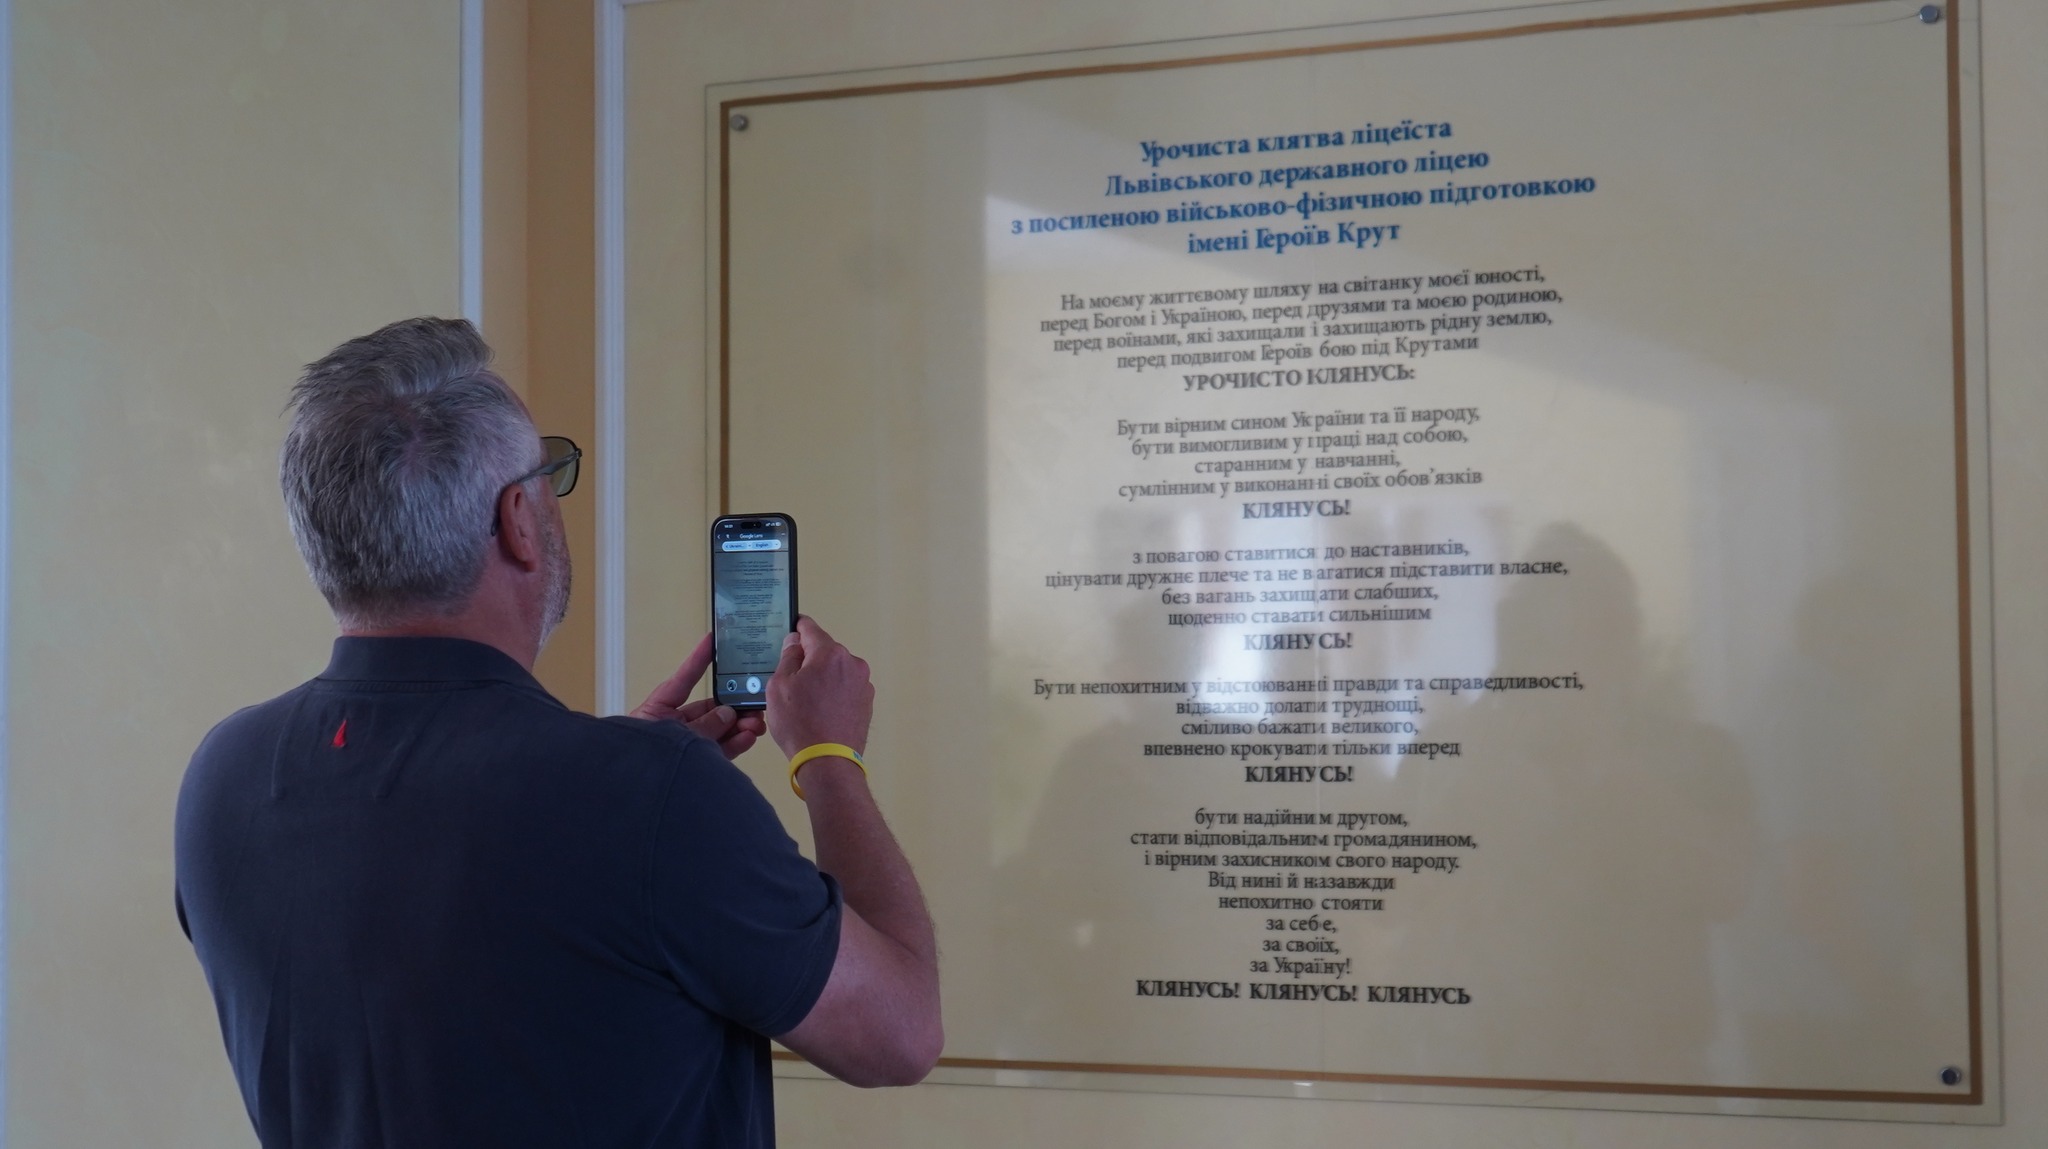 Урочиста клятва ліцеїста
Львівського державного ліцею
з посиленою військово-фізичною підготовкою
імені Героїв Крут
На моєму життєвому шляху на світанку моєї юності,
перед Богом і Україною, перед друзями та моєю родиною,
перед воїнами, які захищали і захищають рідну землю,
перед подвигом Героїв бою під Крутами
УРОЧИСТО КЛЯНУСЬ:
Бути вірним сином України та її народу,
бути вимогливим у праці над собою,
старанним у навчанні,
сумлінним у виконанні своїх обов’язків
КЛЯНУСЬ!
з повагою ставитися до наставників,
цінувати дружнє плече та не вагатися підставити власне,
без вагань захищати слабших,
щоденно ставати сильнішим
КЛЯНУСЬ!
Бути непохитним у відстоюванні правди та справедливості,
відважно долати труднощі,
сміливо бажати великого,
впевнено крокувати тільки вперед
КЛЯНУСЬ!
бути надійним другом,
стати відповідальним громадянином,
і вірним захисником свого народу.
Від нині й назавжди
непохитно стояти
за себе,
за своїх,
за Україну!
КЛЯНУСЬ! КЛЯНУСЬ! КЛЯНУСЬ
Google Lens
English